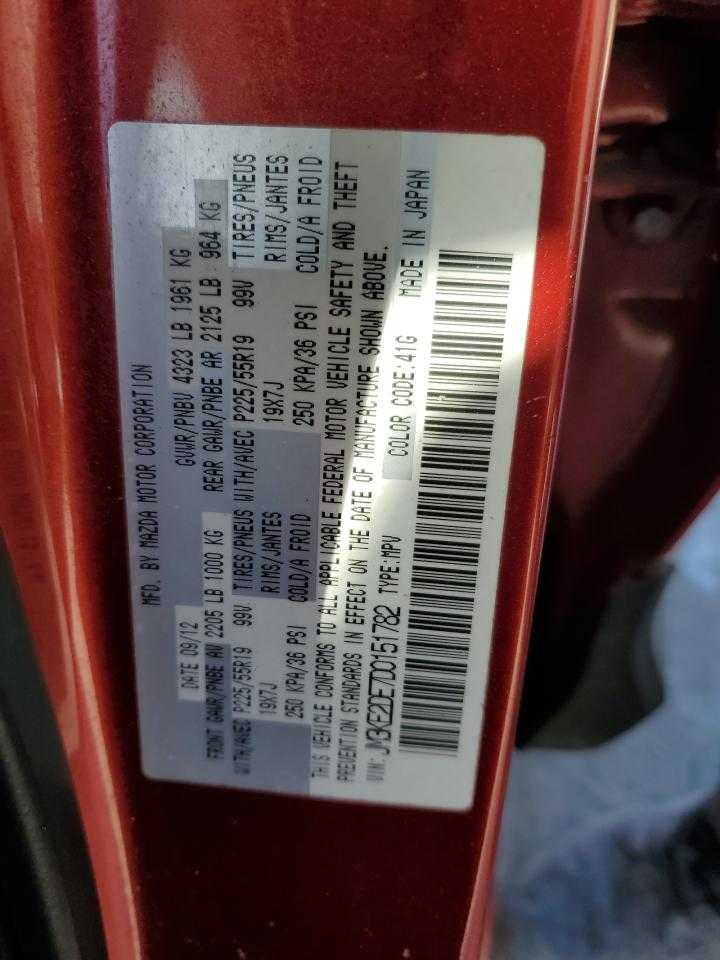 MFD. BY MAZDA MOTOR CORPORATION
DATE 09/12 GVWR/PNBV 4323 LB 1961 KG
FRONT GAWR/PNBE AV 2205 LB 1000 KG REAR GAWR/PNBE AR 2125 LB 964 KG
WITH/AVEC P225/55R19 99V TIRES/PNEUS WITH/AVEC P225/55R19 99V TIRES/PNEUS
19X7J RIMS/JANTES 19X7J RIMS/JANTES
250 KPA/36 PSI COLD/A FROID 250 KPA/36 PSI COLD/A FROID
THIS VEHICLE CONFORMS TO ALL APPLICABLE FEDERAL MOTOR VEHICLE SAFETY AND THEFT
PREVENTION STANDARDS IN EFFECT ON THE DATE OF MANUFACTURE SHOWN ABOVE.
VIN: JM3KE2DE7D0151782 TYPE:MPV COLOR CODE:41G MADE IN JAPAN